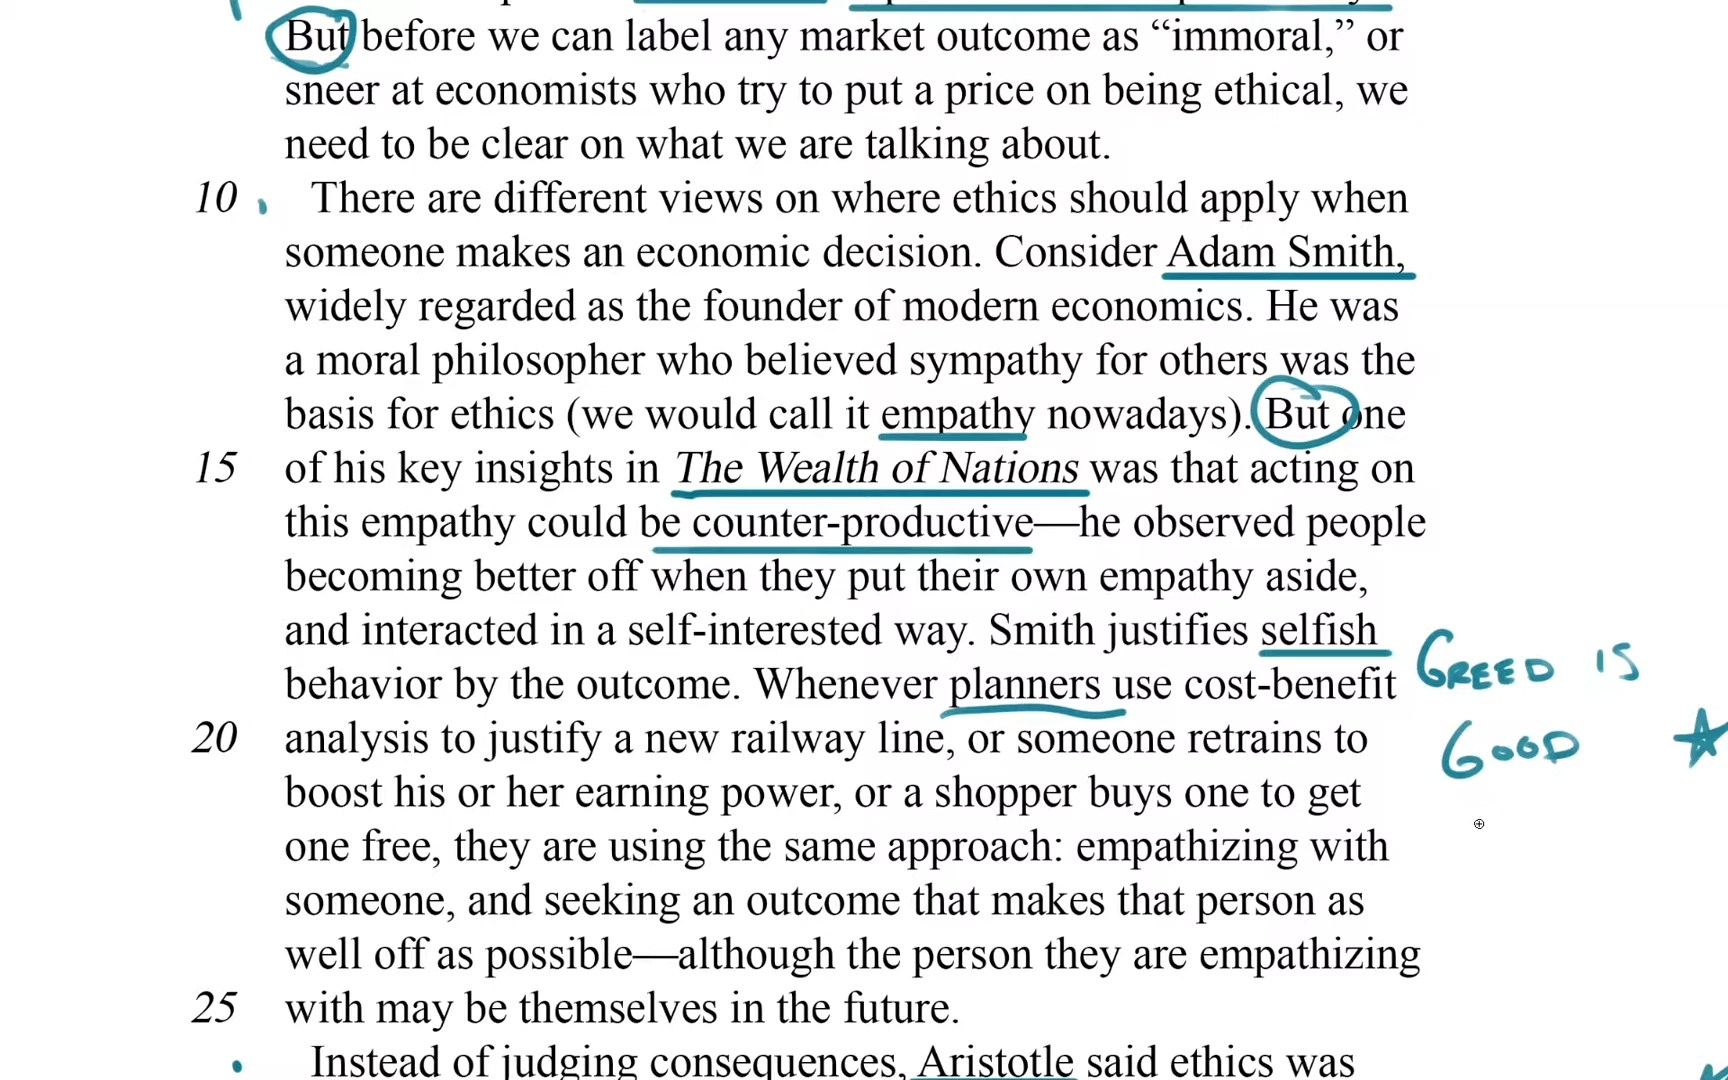 But before we can label any market outcome as “immoral,” or
sneer at economists who try to put a price on being ethical, we
need to be clear on what we are talking about.
10 There are different views on where ethics should apply when
someone makes an economic decision. Consider Adam Smith,
widely regarded as the founder of modern economics. He was
a moral philosopher who believed sympathy for others was the
basis for ethics (we would call it empathy nowadays). But one
15 of his key insights in The Wealth of Nations was that acting on
this empathy could be counter-productive—he observed people
becoming better off when they put their own empathy aside,
and interacted in a self-interested way. Smith justifies selfish
behavior by the outcome. Whenever planners use cost-benefit
GREED IS
20 analysis to justify a new railway line, or someone retrains to
GOOD
boost his or her earning power, or a shopper buys one to get
one free, they are using the same approach: empathizing with
someone, and seeking an outcome that makes that person as
well off as possible—although the person they are empathizing
25 with may be themselves in the future.
Instead of judging consequences, Aristotle said ethics was